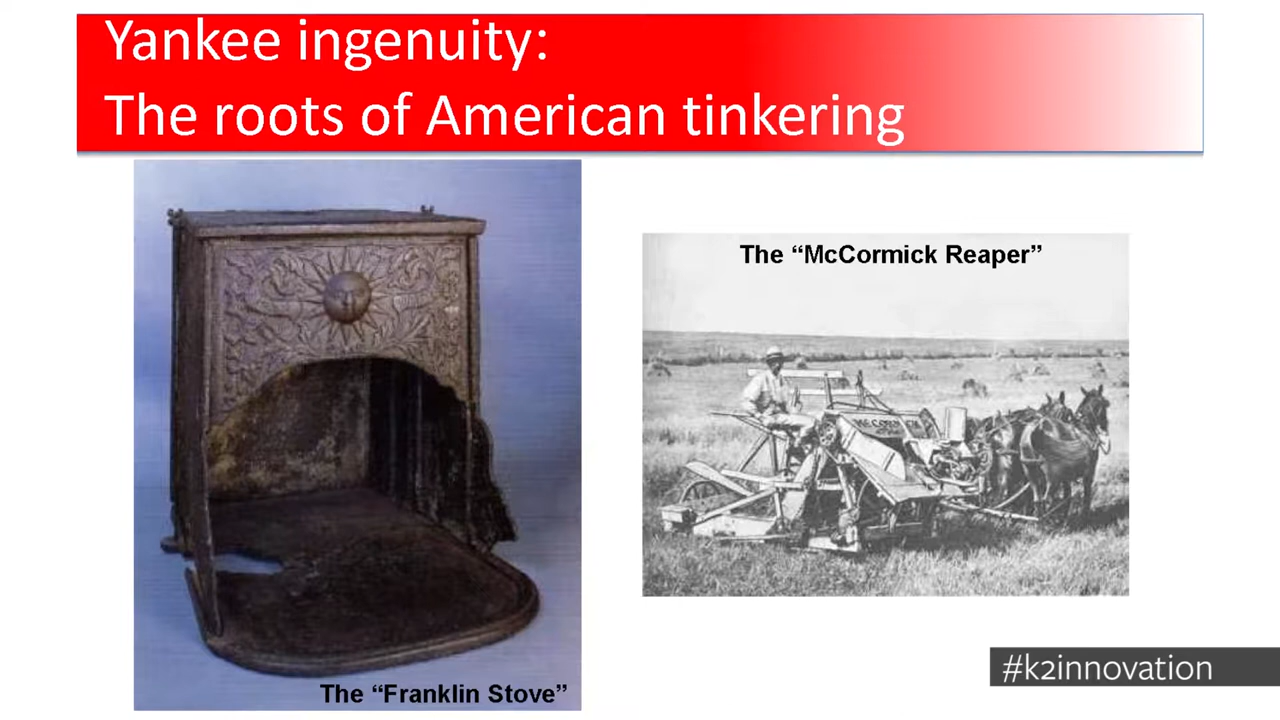 Yankee ingenuity:
The roots of American tinkering
The “McCormick Reaper”
The “Franklin Stove”
#k2innovation